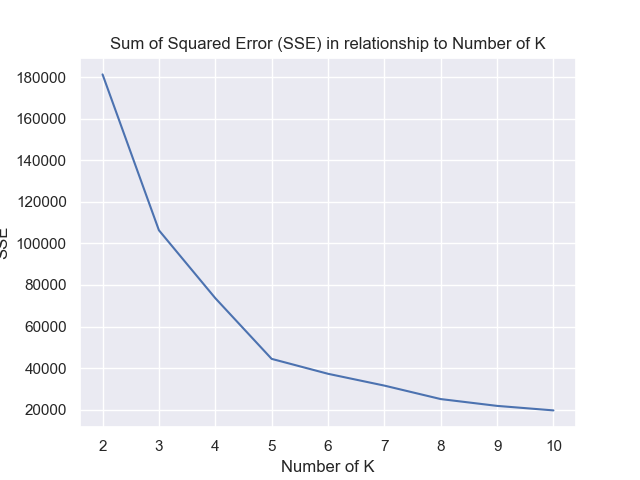 Sum of Squared Error (SSE) in relationship to Number of K
180000
160000
140000
120000
100000
80000
60000
40000
20000
SSE
2 3 4 5 6 7 8 9 10
Number of K